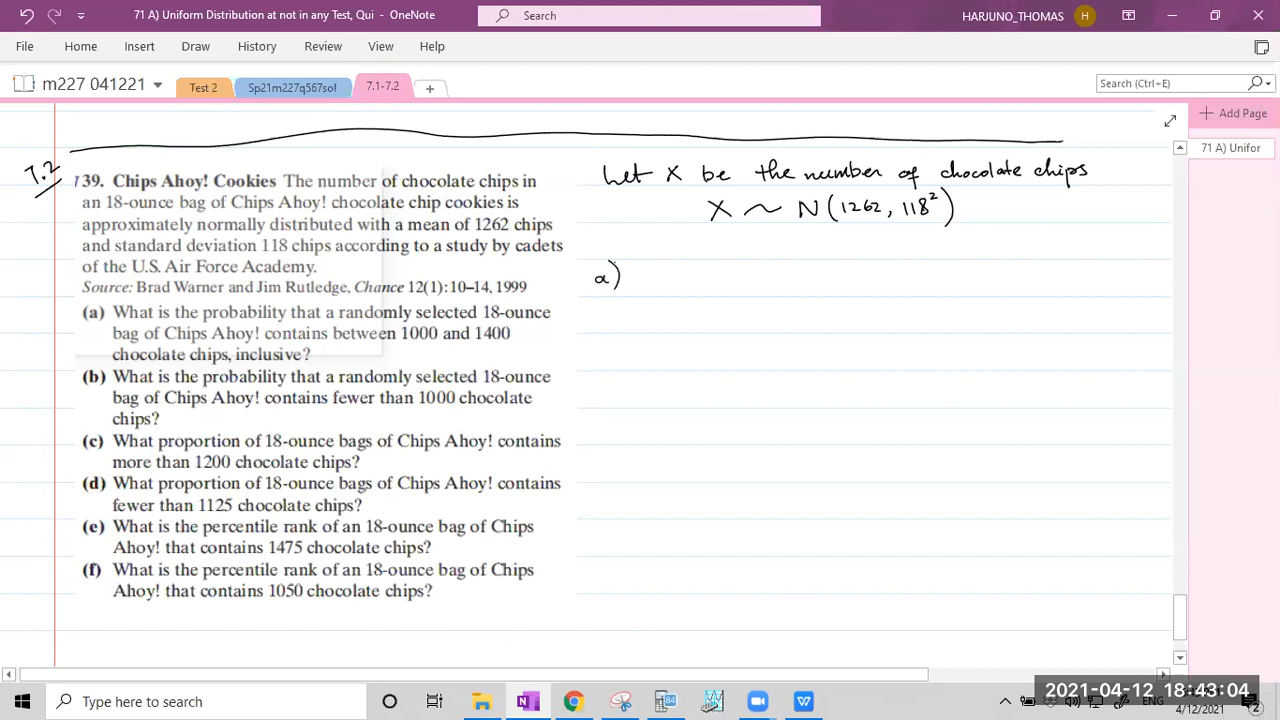 71 A) Uniform Distribution at not in any Test, Qui - OneNote
Search
HARJUNO_THOMAS
H
File Home Insert Draw History Review View Help
m227 041221
Test 2
Sp21m227q567sol
7.1-7.2
Search (Ctrl+E)
Add Page
71 A) Unifor
7.2
39. Chips Ahoy! Cookies The number of chocolate chips in
an 18-ounce bag of Chips Ahoy! chocolate chip cookies is
approximately normally distributed with a mean of 1262 chips
and standard deviation 118 chips according to a study by cadets
of the U.S. Air Force Academy.
Source: Brad Warner and Jim Rutledge, Chance 12(1): 10–14, 1999
(a) What is the probability that a randomly selected 18-ounce
bag of Chips Ahoy! contains between 1000 and 1400
chocolate chips, inclusive?
(b) What is the probability that a randomly selected 18-ounce
bag of Chips Ahoy! contains fewer than 1000 chocolate
chips?
(c) What proportion of 18-ounce bags of Chips Ahoy! contains
more than 1200 chocolate chips?
(d) What proportion of 18-ounce bags of Chips Ahoy! contains
fewer than 1125 chocolate chips?
(e) What is the percentile rank of an 18-ounce bag of Chips
Ahoy! that contains 1475 chocolate chips?
(f) What is the percentile rank of an 18-ounce bag of Chips
Ahoy! that contains 1050 chocolate chips?
Let X be the number of chocolate chips
X ~ N(1262, 118²)
a)
Type here to search
2021-04-12 18:43:04
4/12/2021